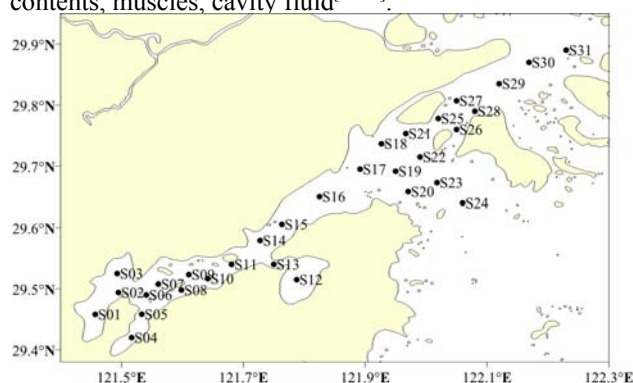 contents, muscles, cavity fluid
29.9°N
S31
S30
S29
29.8°N
S27
S28
S25
S26
S21
S18
S22
29.7°N
S17
S19
S23
S20
S16
S24
29.6°N
S15
S14
S03
S09
S11
S13
S10
S12
29.5°N
S02
S07
S06
S08
S01
S05
S04
29.4°N
121.5°E 121.7°E 121.9°E 122.1°E 122.3°E